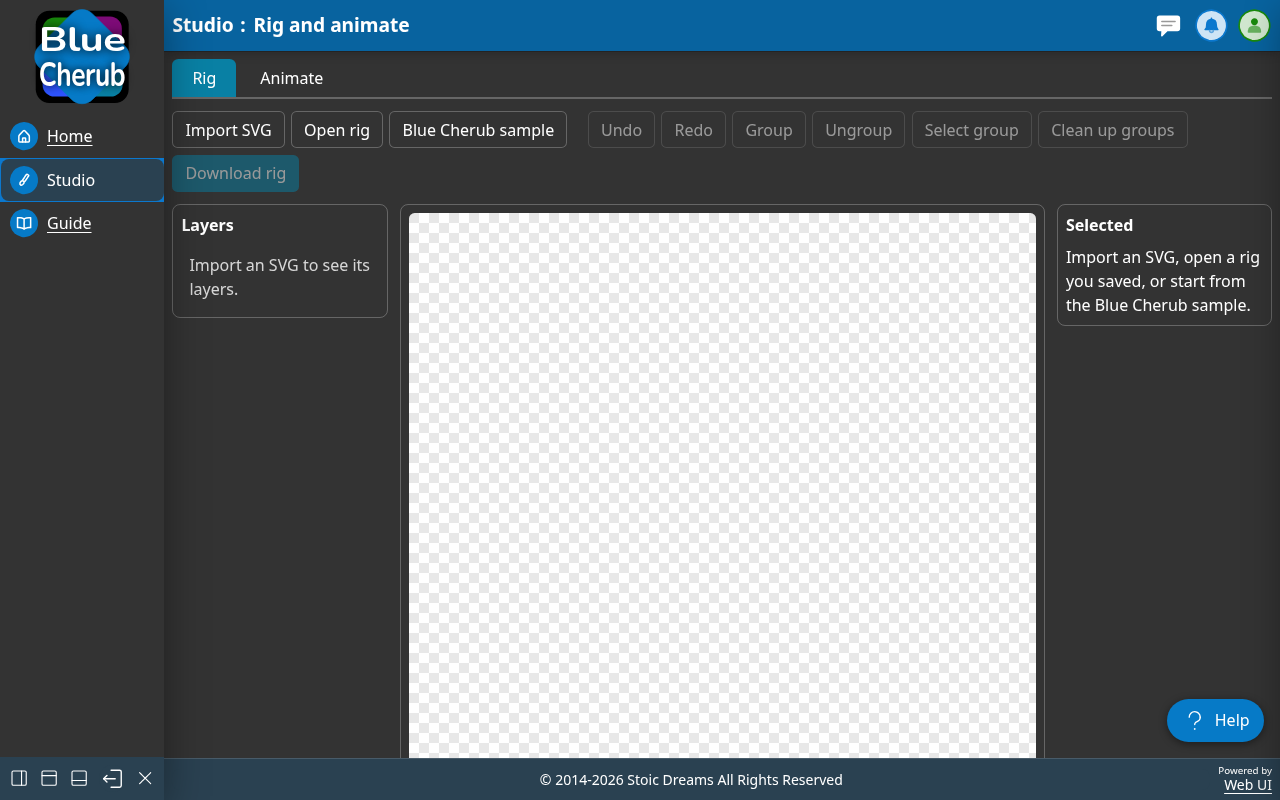 Blue
Cherub
Studio : Rig and animate
Home
Studio
Guide
Rig
Animate
Import SVG
Open rig
Blue Cherub sample
Undo
Redo
Group
Ungroup
Select group
Clean up groups
Download rig
Layers
Import an SVG to see its
layers.
Selected
Import an SVG, open a rig
you saved, or start from
the Blue Cherub sample.
Help
© 2014-2026 Stoic Dreams All Rights Reserved
Powered by
Web UI